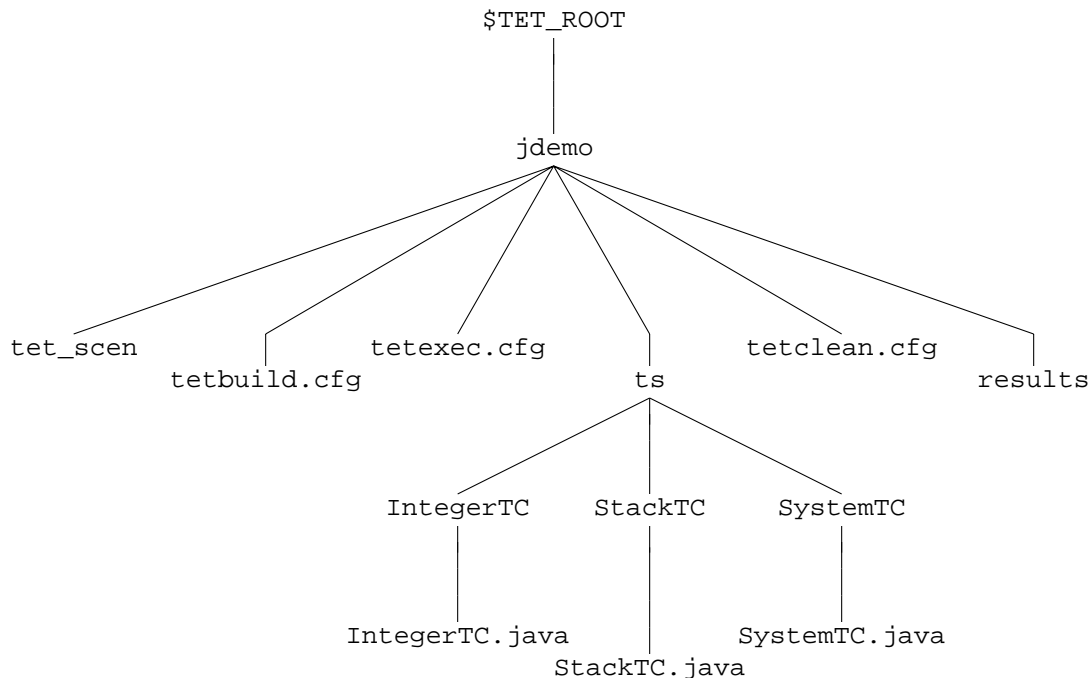 $TET_ROOT
jdemo
tet_scen
tetbuild.cfg
tetexec.cfg
ts
tetclean.cfg
results
IntegerTC
StackTC
SystemTC
IntegerTC.java
StackTC.java
SystemTC.java